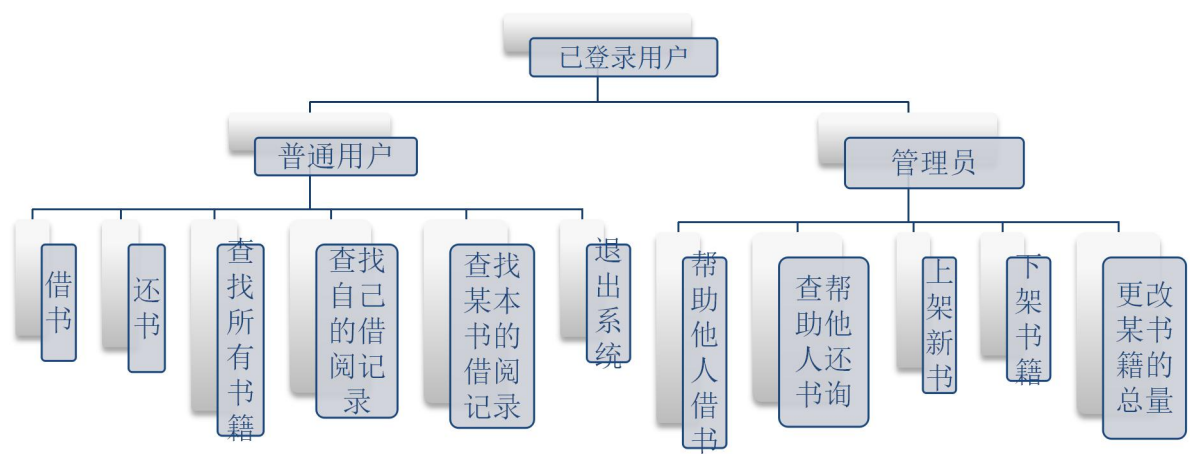 已登录用户
普通用户
管理员
借
书
还
书
查
找
所
有
书
籍
查找
自己
的借
阅记
录
查找
某本
书的
借阅
记录
退
出
系
统
帮
助
他
人
借
书
查帮
助他
人还
书询
上
架
新
书
下
架
书
籍
更改
某书
籍的
总量